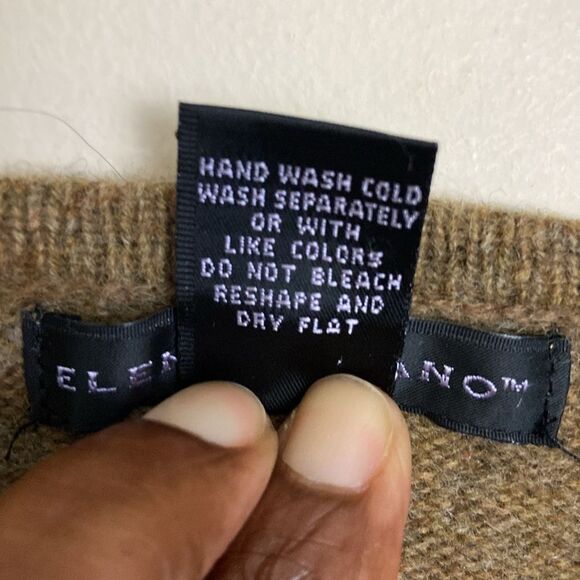 HAND WASH COLD
WASH SEPARATELY
OR WITH
LIKE COLORS
DO NOT BLEACH
RESHAPE AND
DRY FLAT